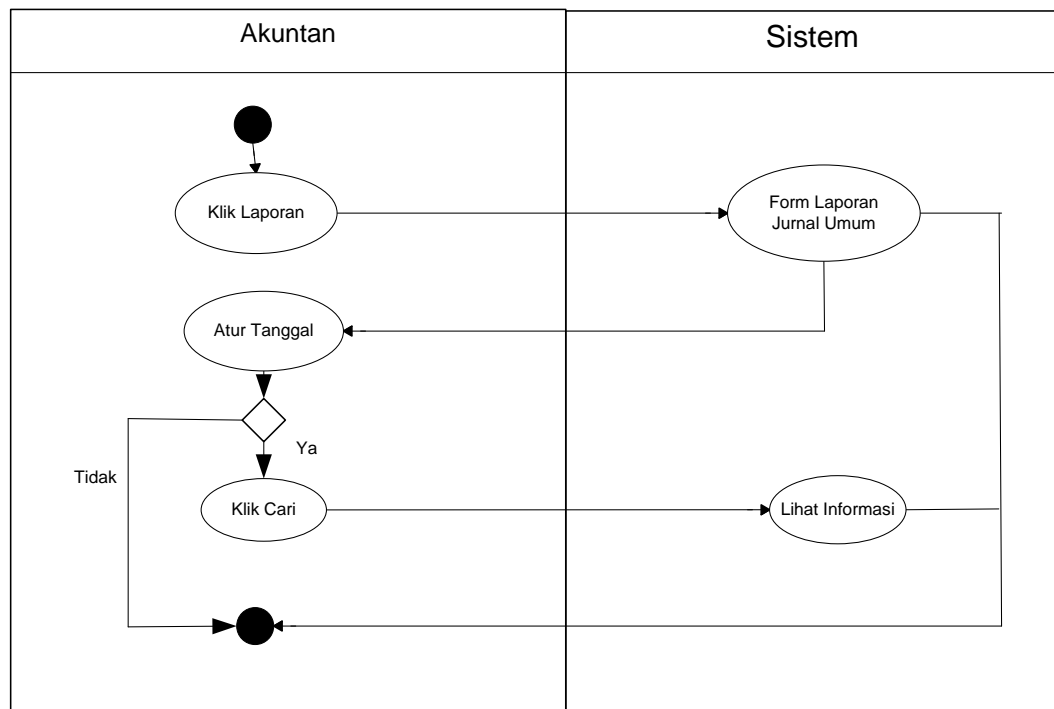 Akuntan
Sistem
Klik Laporan
Form Laporan
Jurnal Umum
Atur Tanggal
Ya
Tidak
Klik Cari
Lihat Informasi